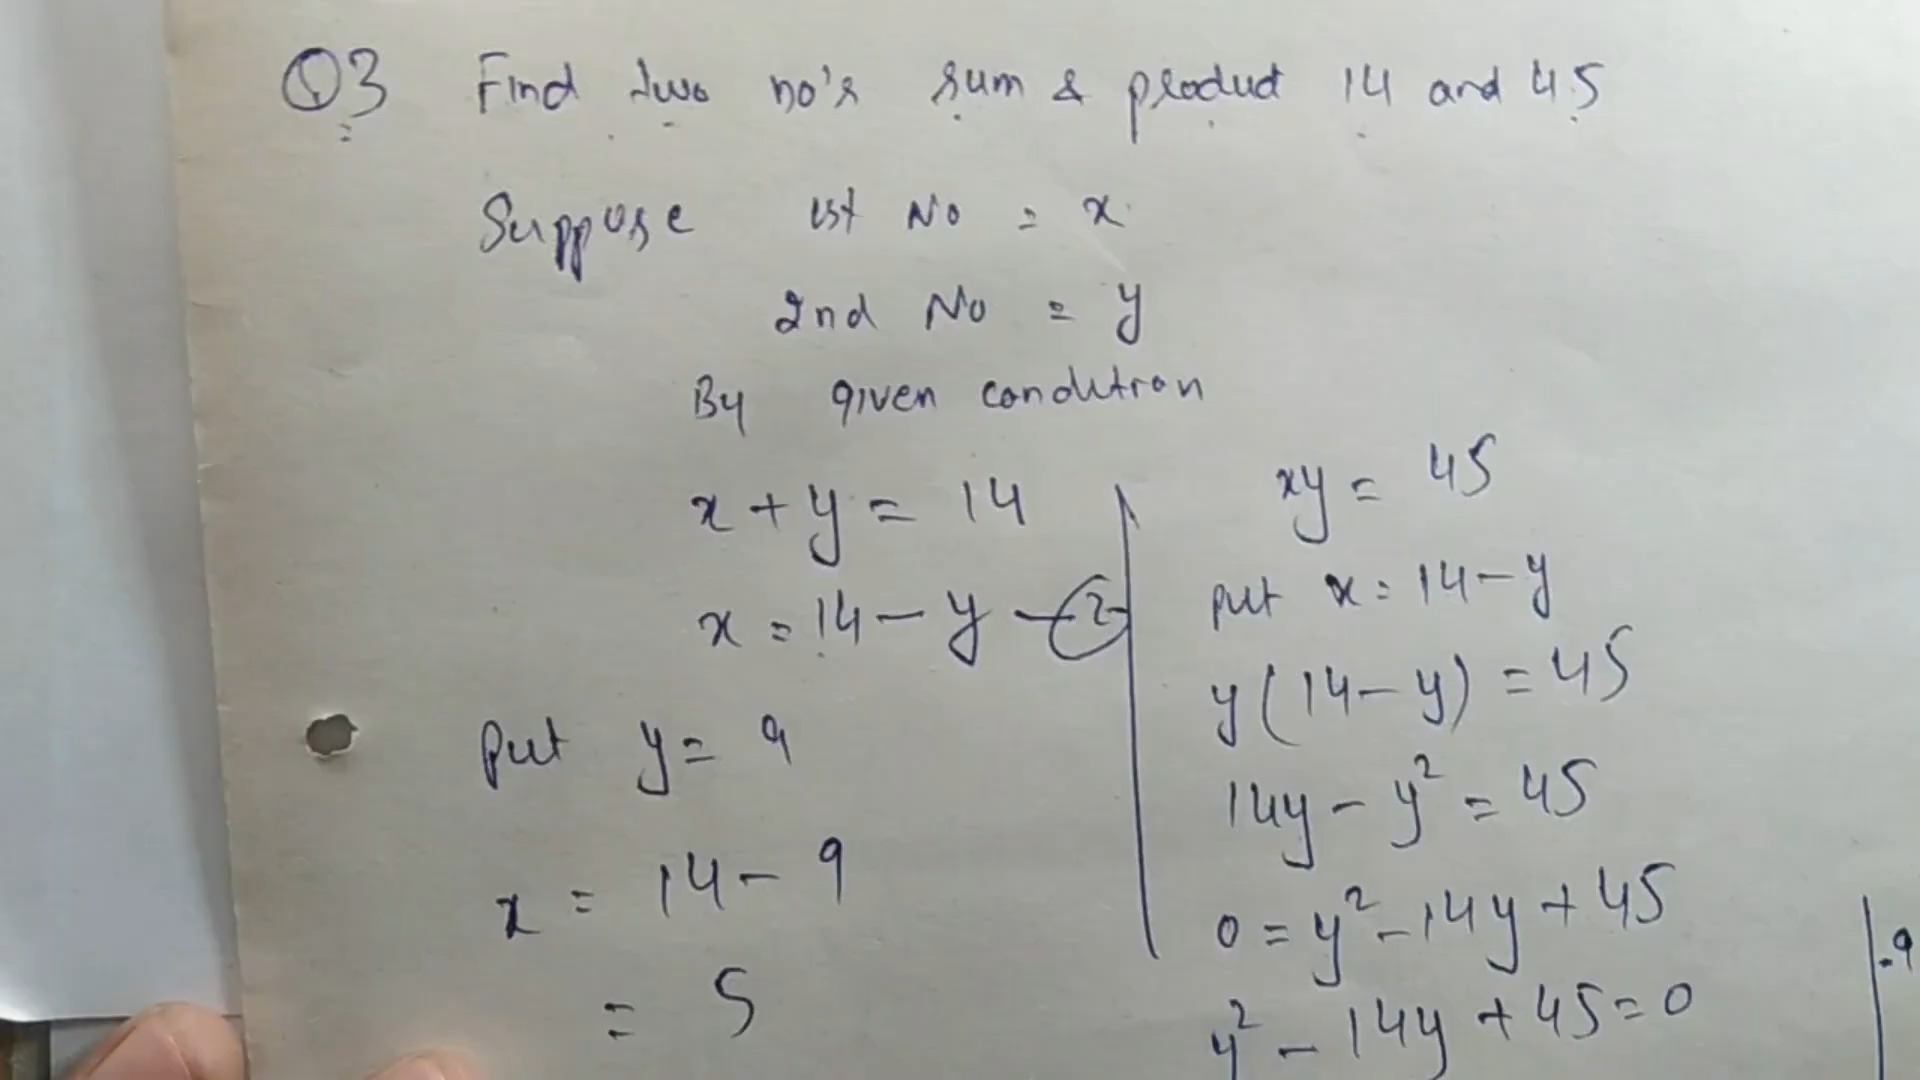 Q3 Find two no's sum & product 14 and 45
Suppose 1st No = x
2nd No = y
By given condition
x + y = 14
x = 14 - y - 2
Put y = 9
x = 14 - 9
= 5
xy = 45
put x = 14 - y
y(14 - y) = 45
14y - y² = 45
0 = y² - 14y + 45
y² - 14y + 45 = 0